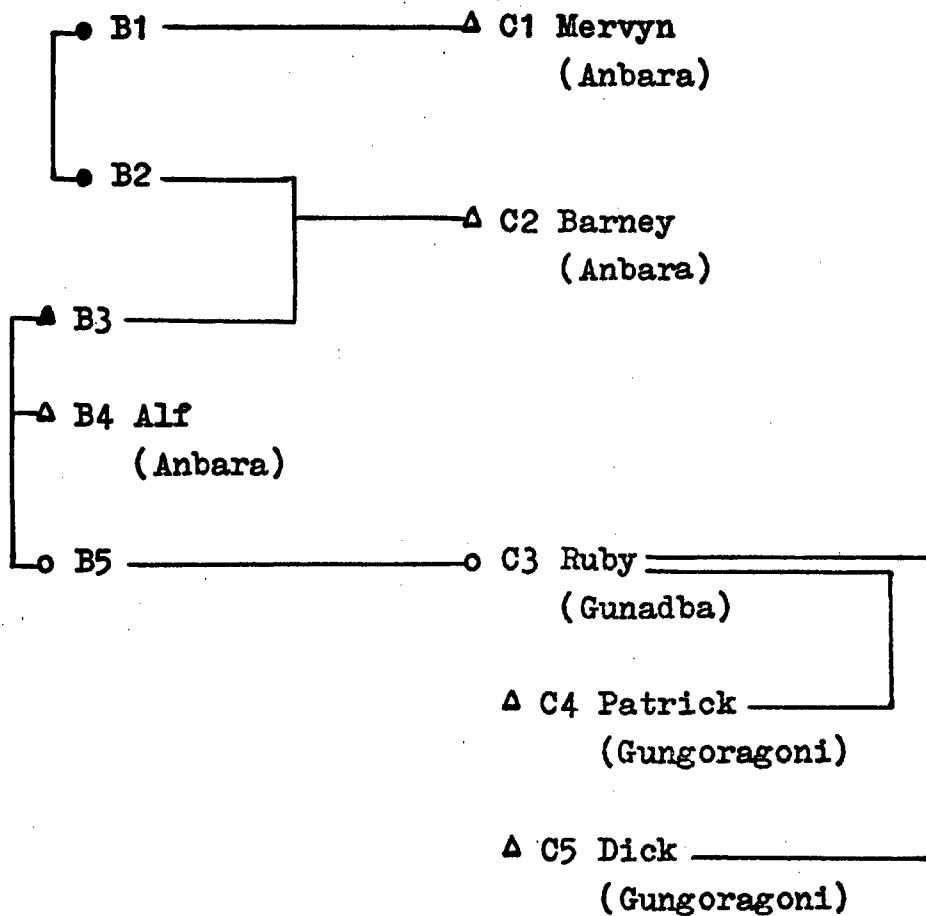 B1
C1 Mervyn
(Anbara)
B2
C2 Barney
(Anbara)
B3
B4 Alf
(Anbara)
B5
C3 Ruby
(Gunadba)
C4 Patrick
(Gungoragoni)
C5 Dick
(Gungoragoni)